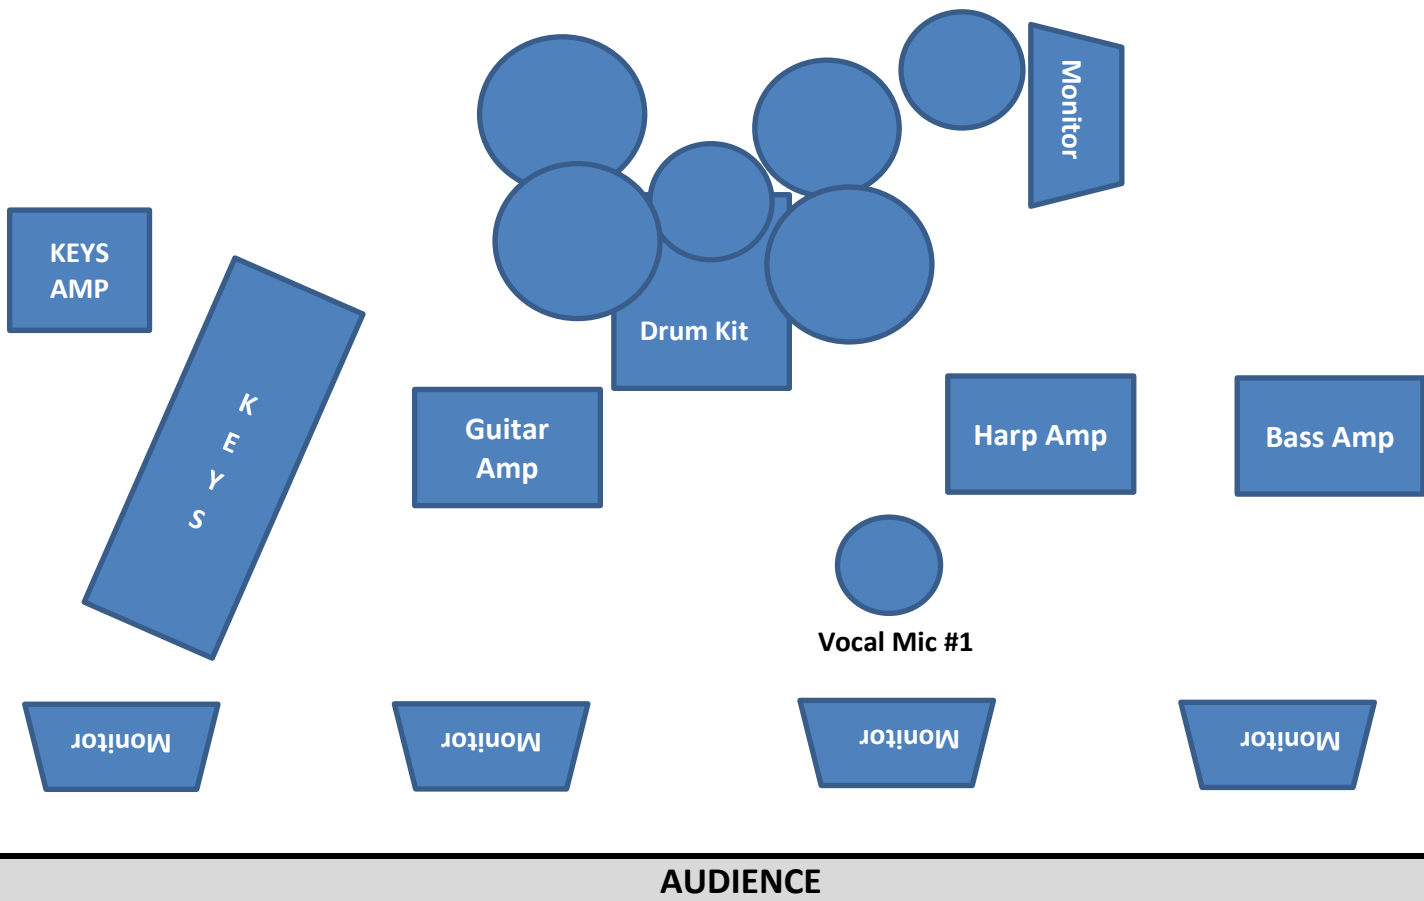 Monitor
KEYS
AMP
Drum Kit
K
E
Y
S
Guitar
Amp
Harp Amp
Bass Amp
Vocal Mic #1
Monitor
Monitor
Monitor
Monitor
AUDIENCE